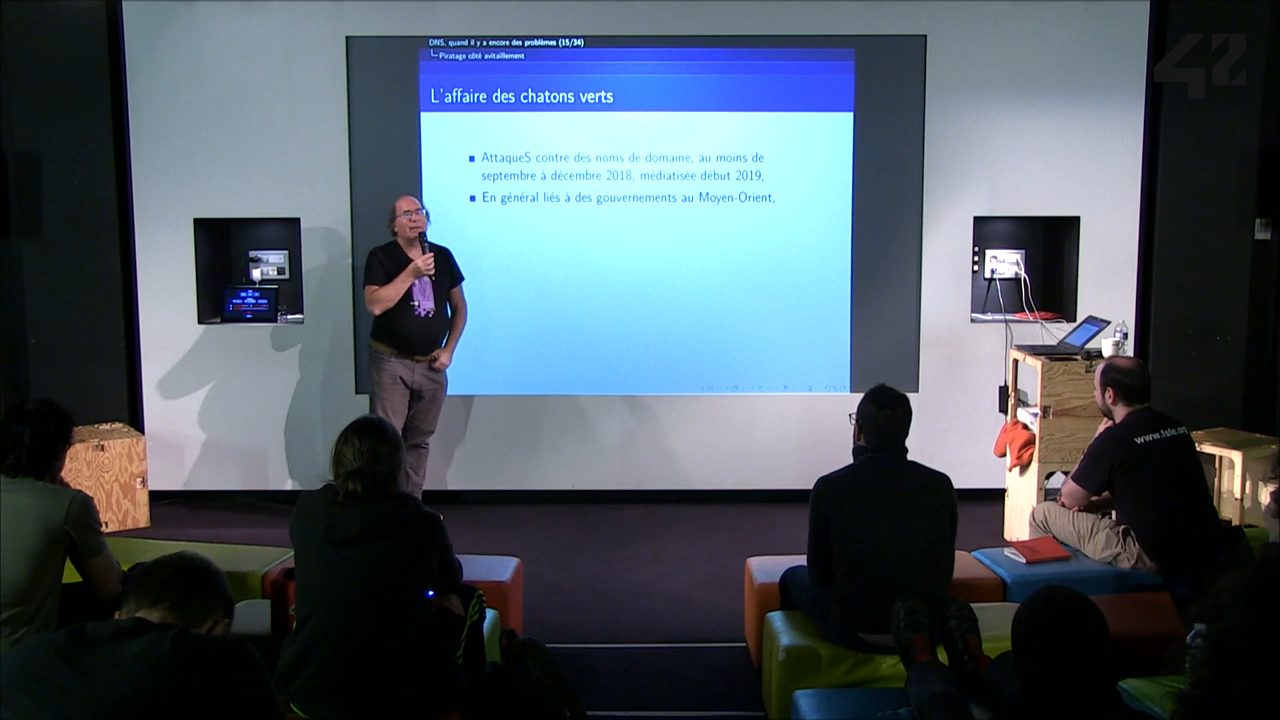 DNS, quand il y a encore des problèmes (15/34)
Piratage côté avitaillement
L'affaire des chatons verts
AttaqueS contre des noms de domaine, au moins de
septembre à décembre 2018, médiatisée début 2019,
En général liés à des gouvernements au Moyen-Orient,
42
www.fsfe.org